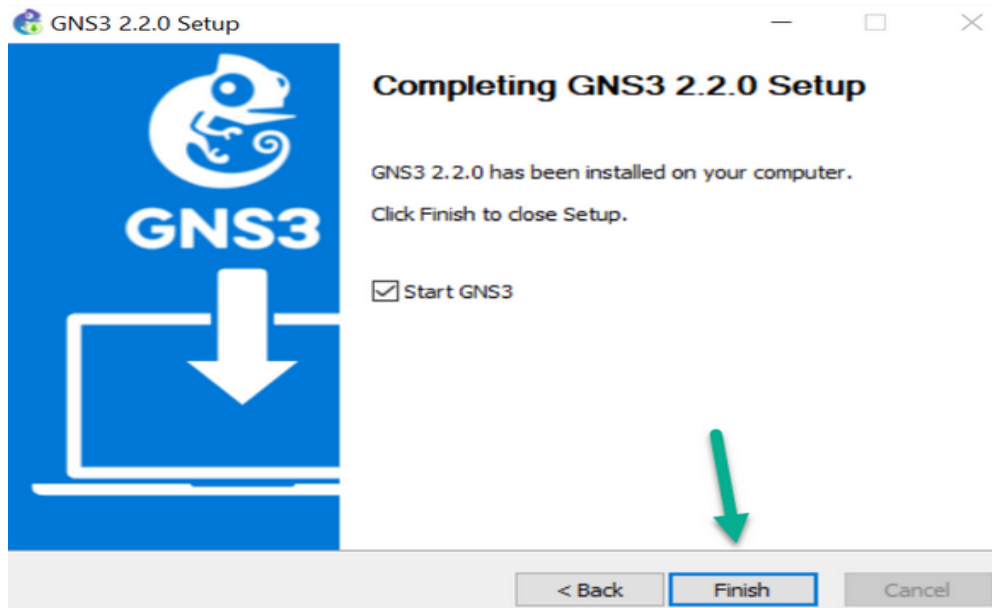 GNS3 2.2.0 Setup
Completing GNS3 2.2.0 Setup
GNS3 2.2.0 has been installed on your computer.
Click Finish to close Setup.
GNS3
Start GNS3
< Back Finish Cancel